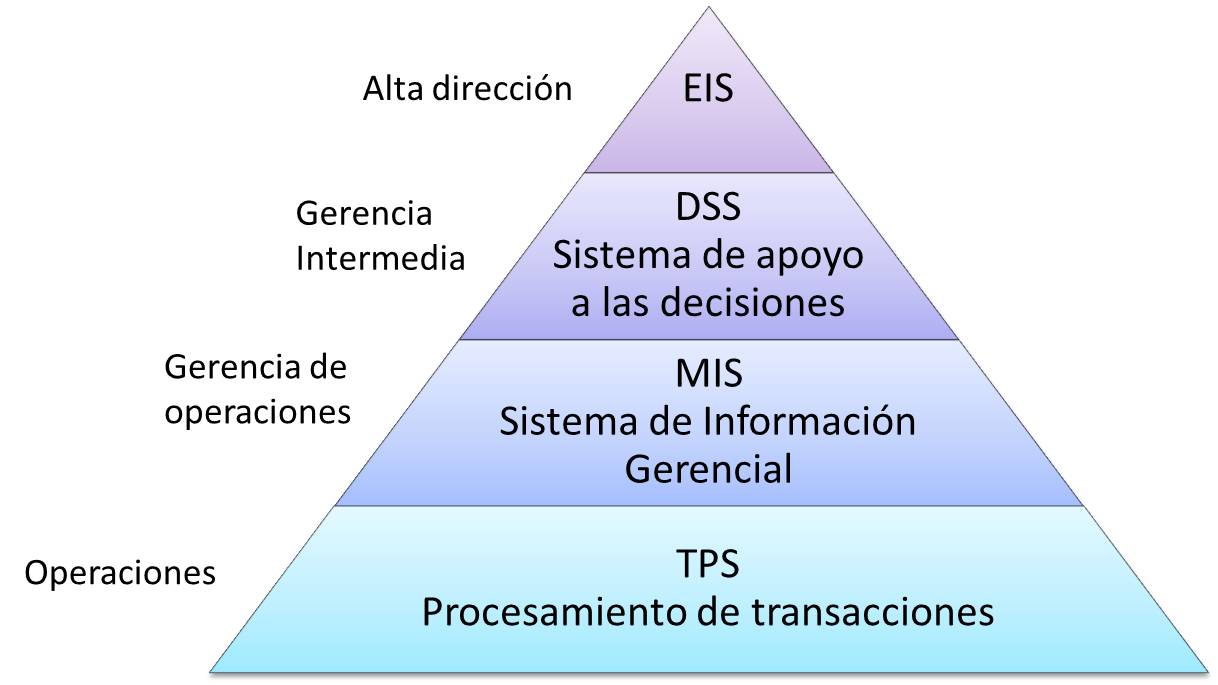 Alta dirección
EIS
Gerencia
Intermedia
DSS
Sistema de apoyo
a las decisiones
Gerencia de
operaciones
MIS
Sistema de Información
Gerencial
Operaciones
TPS
Procesamiento de transacciones